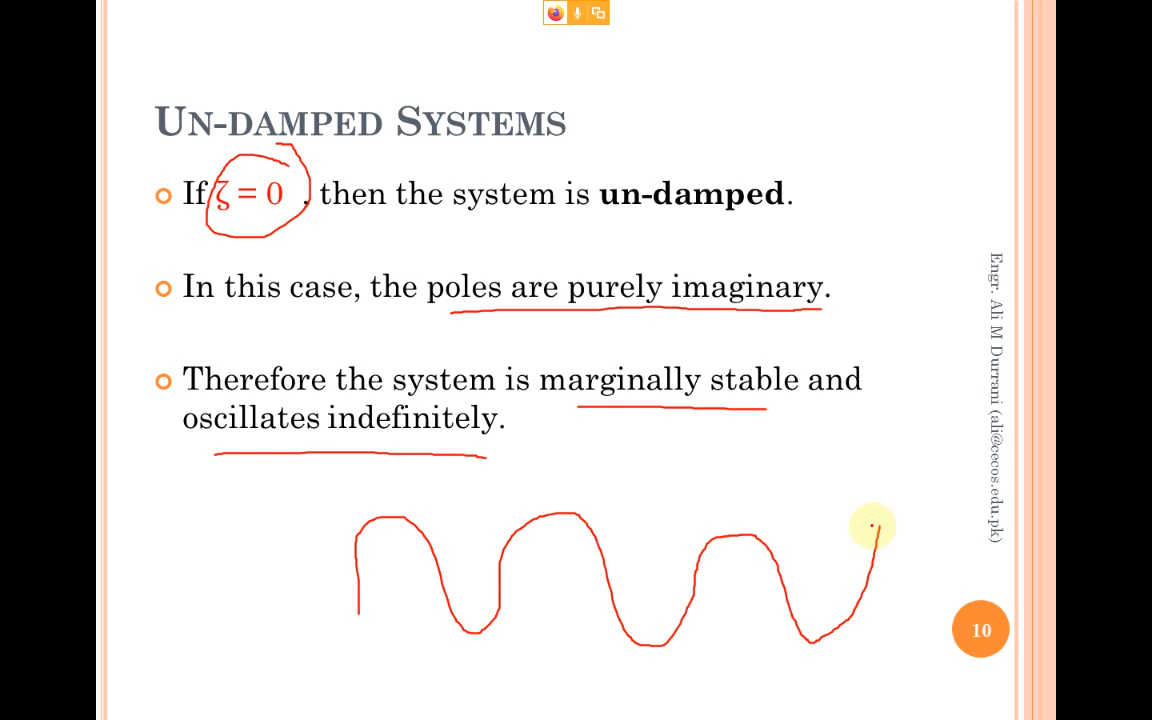 UN-DAMPED SYSTEMS
If ζ = 0 , then the system is un-damped.
In this case, the poles are purely imaginary.
Therefore the system is marginally stable and
oscillates indefinitely.
Engr. Ali M Durrani (ali@cecos.edu.pk)
10